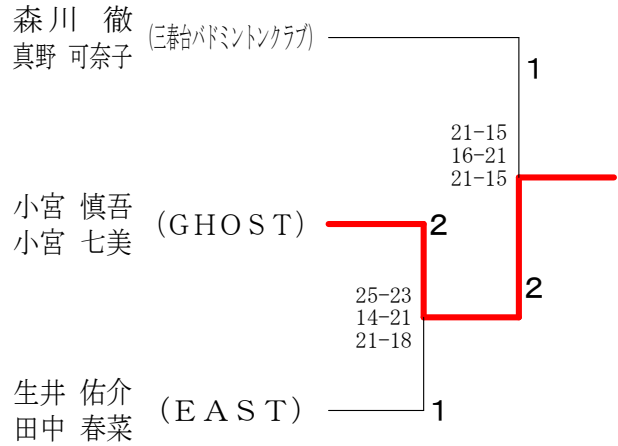 森川 徹
真野 可奈子
(三春台バドミントンクラブ)
1
21-15
16-21
21-15
小宮 慎吾
小宮 七美
(GHOST)
2
2
25-23
14-21
21-18
生井 佑介
田中 春菜
(EAST)
1